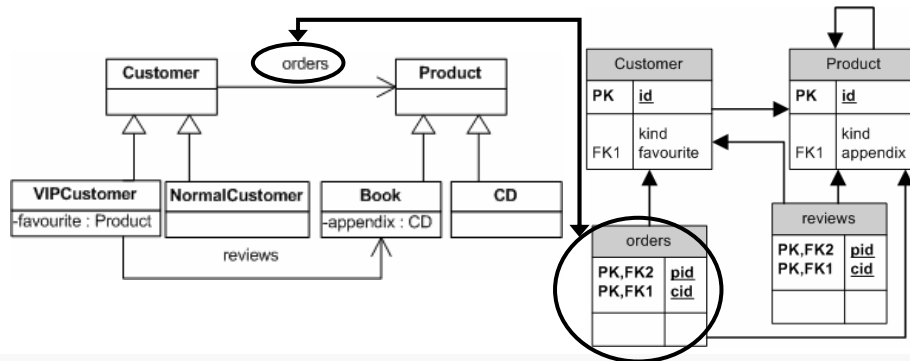 orders
Customer
Product
VIPCustomer
-favourite : Product
NormalCustomer
Book
-appendix : CD
CD
reviews
Customer
PK id
kind
FK1 favourite
Product
PK id
kind
FK1 appendix
orders
PK,FK2 pid
PK,FK1 cid
reviews
PK,FK2 pid
PK,FK1 cid